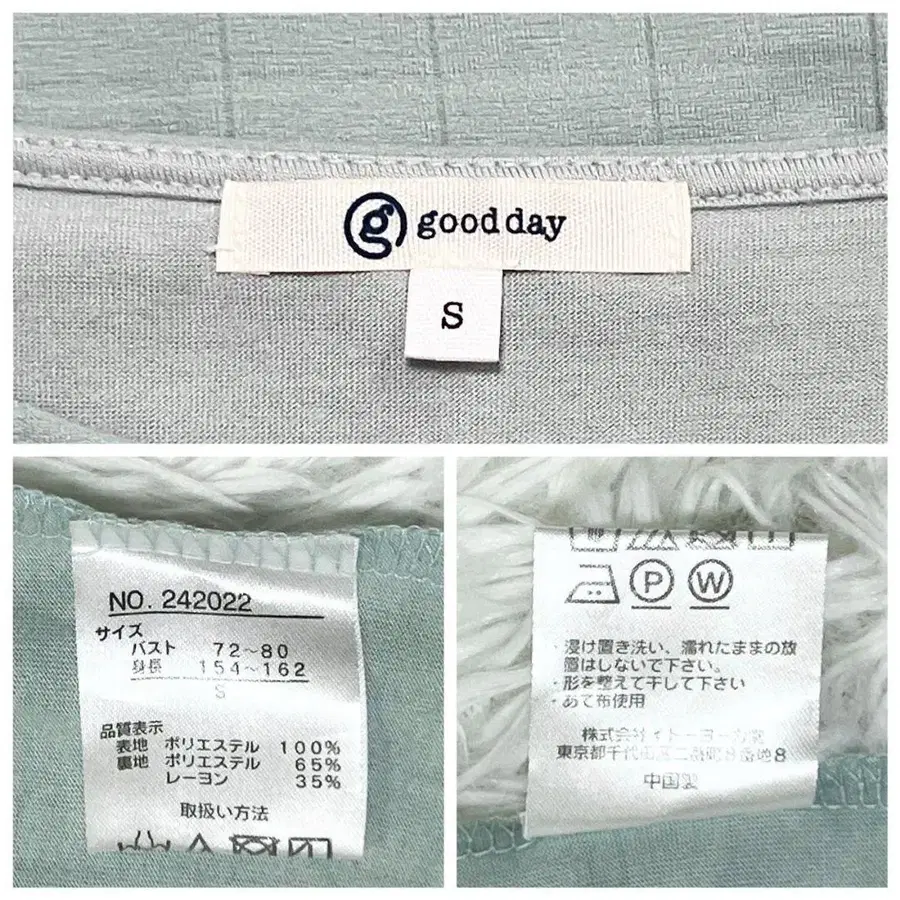 g good day
S
NO. 242022
サイズ
バスト 72~80
身長 154~162
S
品質表示
表地 ポリエステル 100%
裏地 ポリエステル 65%
レーヨン 35%
取扱い方法
P W
・浸け置き洗い、濡れたままの放
置はしないで下さい。
・形を整えて干して下さい
・あて布使用
株式会社イトーヨーカ堂
東京都千代田区二番町8番地8
中国製